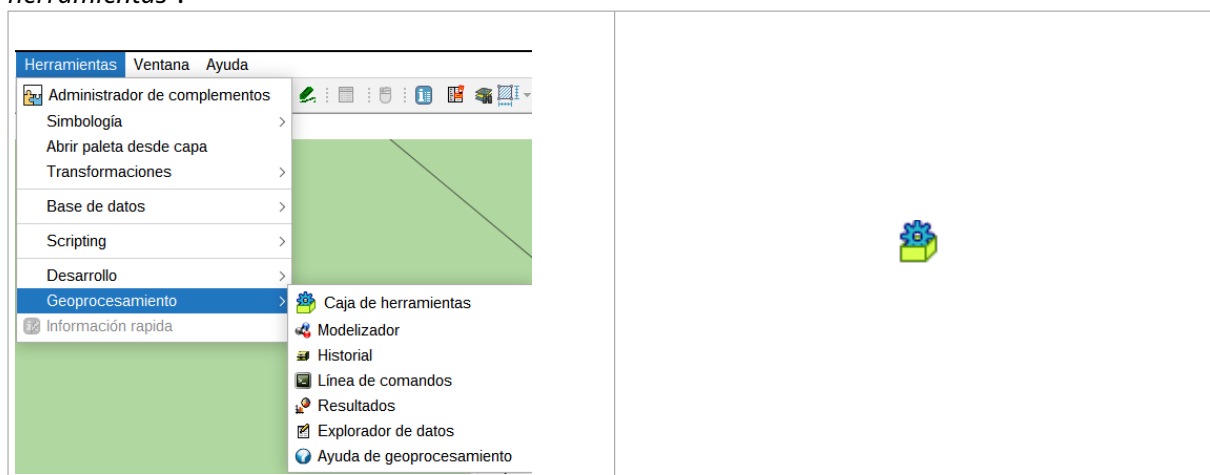 herramientas".
Herramientas Ventana Ayuda
Administrador de complementos
Simbología
Abrir paleta desde capa
Transformaciones
Base de datos
Scripting
Desarrollo
Geoprocesamiento
Información rapida
Caja de herramientas
Modelizador
Historial
Línea de comandos
Resultados
Explorador de datos
Ayuda de geoprocesamiento